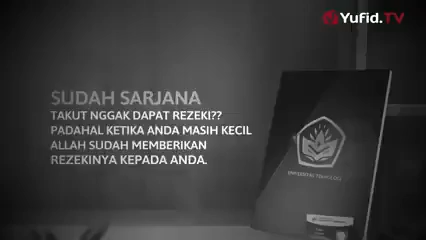 Yufid.TV
SUDAH SARJANA
TAKUT NGGAK DAPAT REZEKI??
PADAHAL KETIKA ANDA MASIH KECIL
ALLAH SUDAH MEMBERIKAN
REZEKINYA KEPADA ANDA.